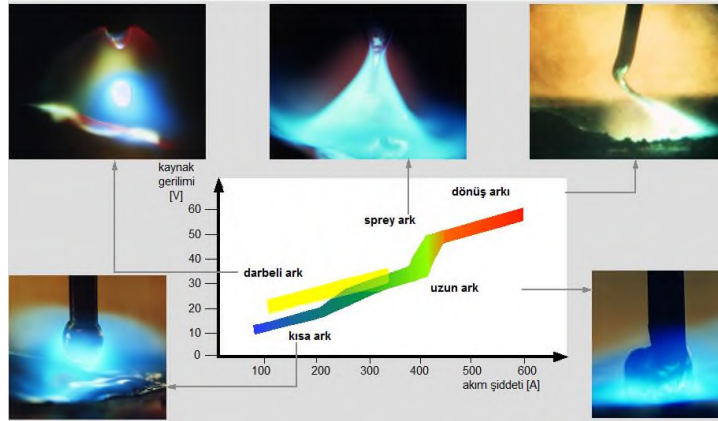 kaynak
gerilimi
[V]
dönüş arkı
60
sprey ark
50
40
darbeli ark
30
uzun ark
20
10
kısa ark
0
100 200 300 400 500 600
akım şiddeti [A]